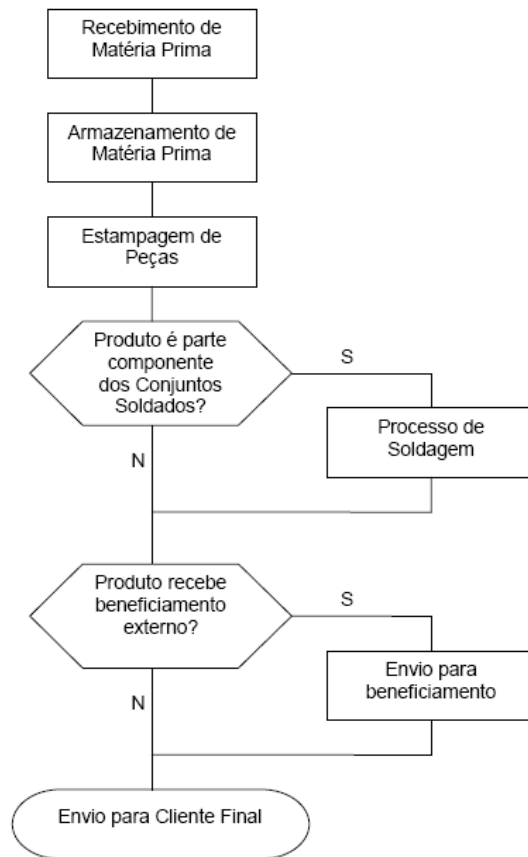 Recebimento de
Matéria Prima
Armazenamento de
Matéria Prima
Estampagem de
Peças
Produto é parte
componente
dos Conjuntos
Soldados?
S
Processo de
Soldagem
N
Produto recebe
beneficiamento
externo?
S
Envio para
beneficiamento
N
Envio para Cliente Final